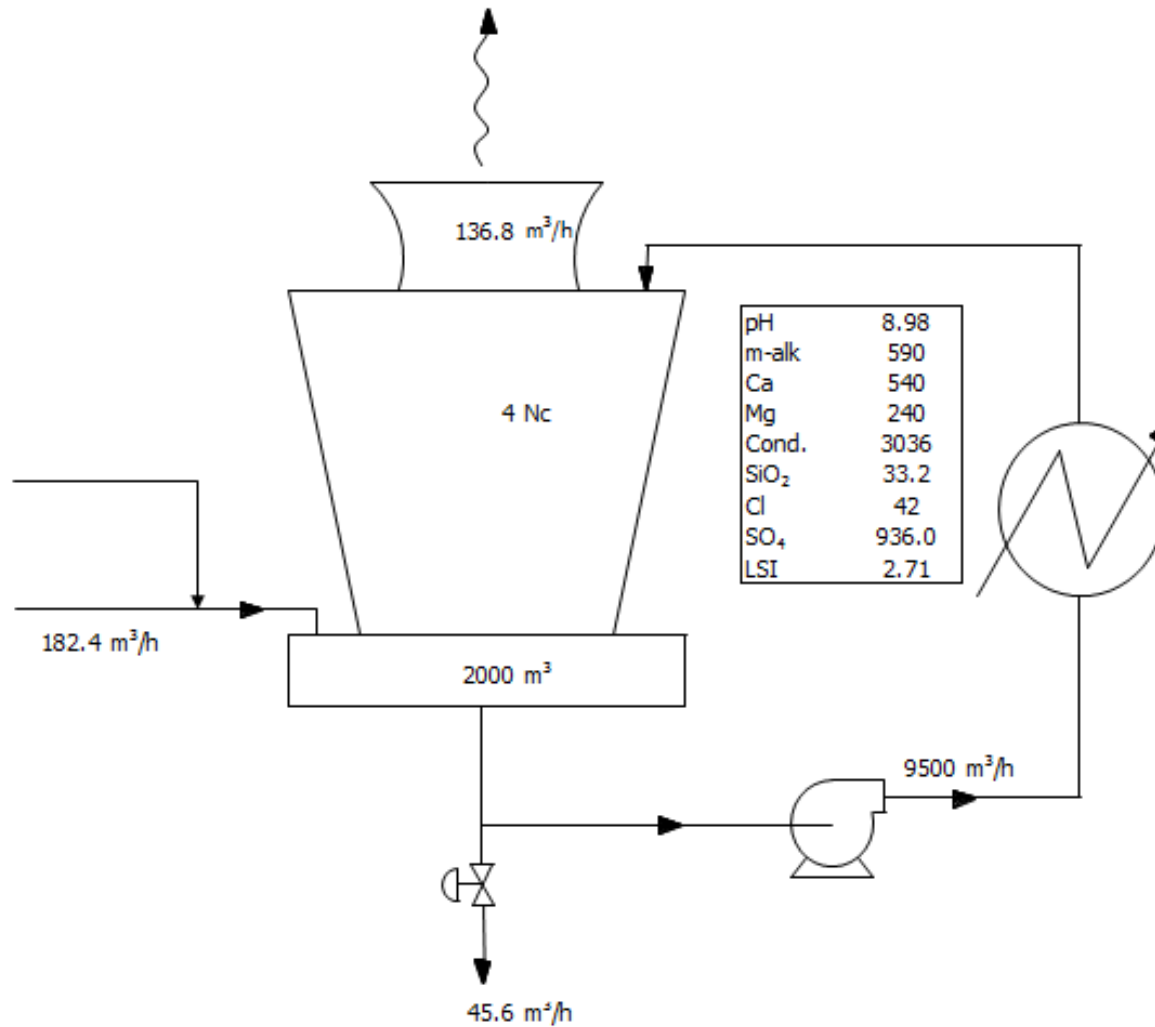 136.8 m³/h
4 Nc
pH 8.98
m-alk 590
Ca 540
Mg 240
Cond. 3036
SiO₂ 33.2
Cl 42
SO₄ 936.0
LSI 2.71
182.4 m³/h
2000 m³
9500 m³/h
45.6 m³/h